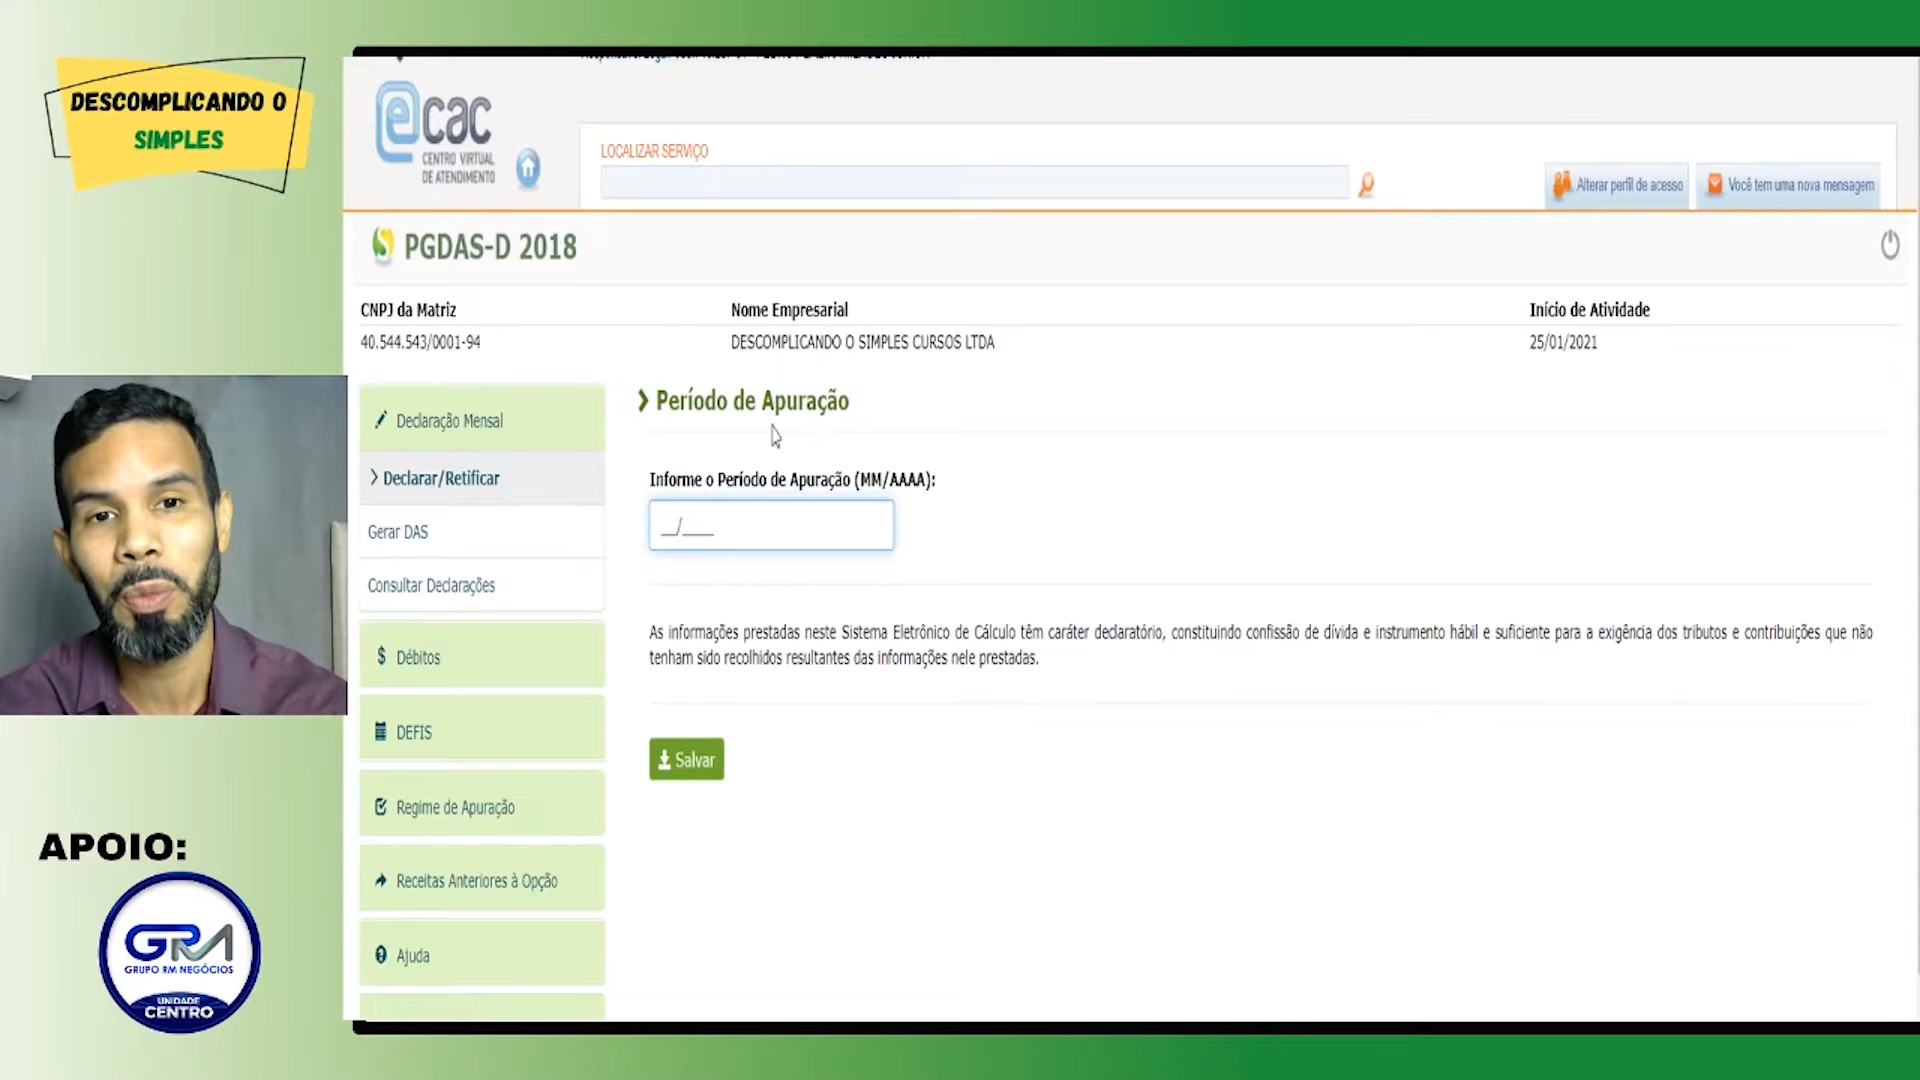 DESCOMPLICANDO O
SIMPLES
ecac
CENTRO VIRTUAL
DE ATENDIMENTO
LOCALIZAR SERVIÇO
Alterar perfil de acesso
Você tem uma nova mensagem
PGDAS-D 2018
CNPJ da Matriz
Nome Empresarial
Início de Atividade
40.544.543/0001-94
DESCOMPLICANDO O SIMPLES CURSOS LTDA
25/01/2021
Declaração Mensal
Declarar/Retificar
Gerar DAS
Consultar Declarações
Débitos
DEFIS
Regime de Apuração
Receitas Anteriores à Opção
Ajuda
Período de Apuração
Informe o Período de Apuração (MM/AAAA):
__/____
As informações prestadas neste Sistema Eletrônico de Cálculo têm caráter declaratório, constituindo confissão de dívida e instrumento hábil e suficiente para a exigência dos tributos e contribuições que não
tenham sido recolhidos resultantes das informações nele prestadas.
Salvar
APOIO:
GRM
GRUPO RM NEGÓCIOS
UNIDADE
CENTRO